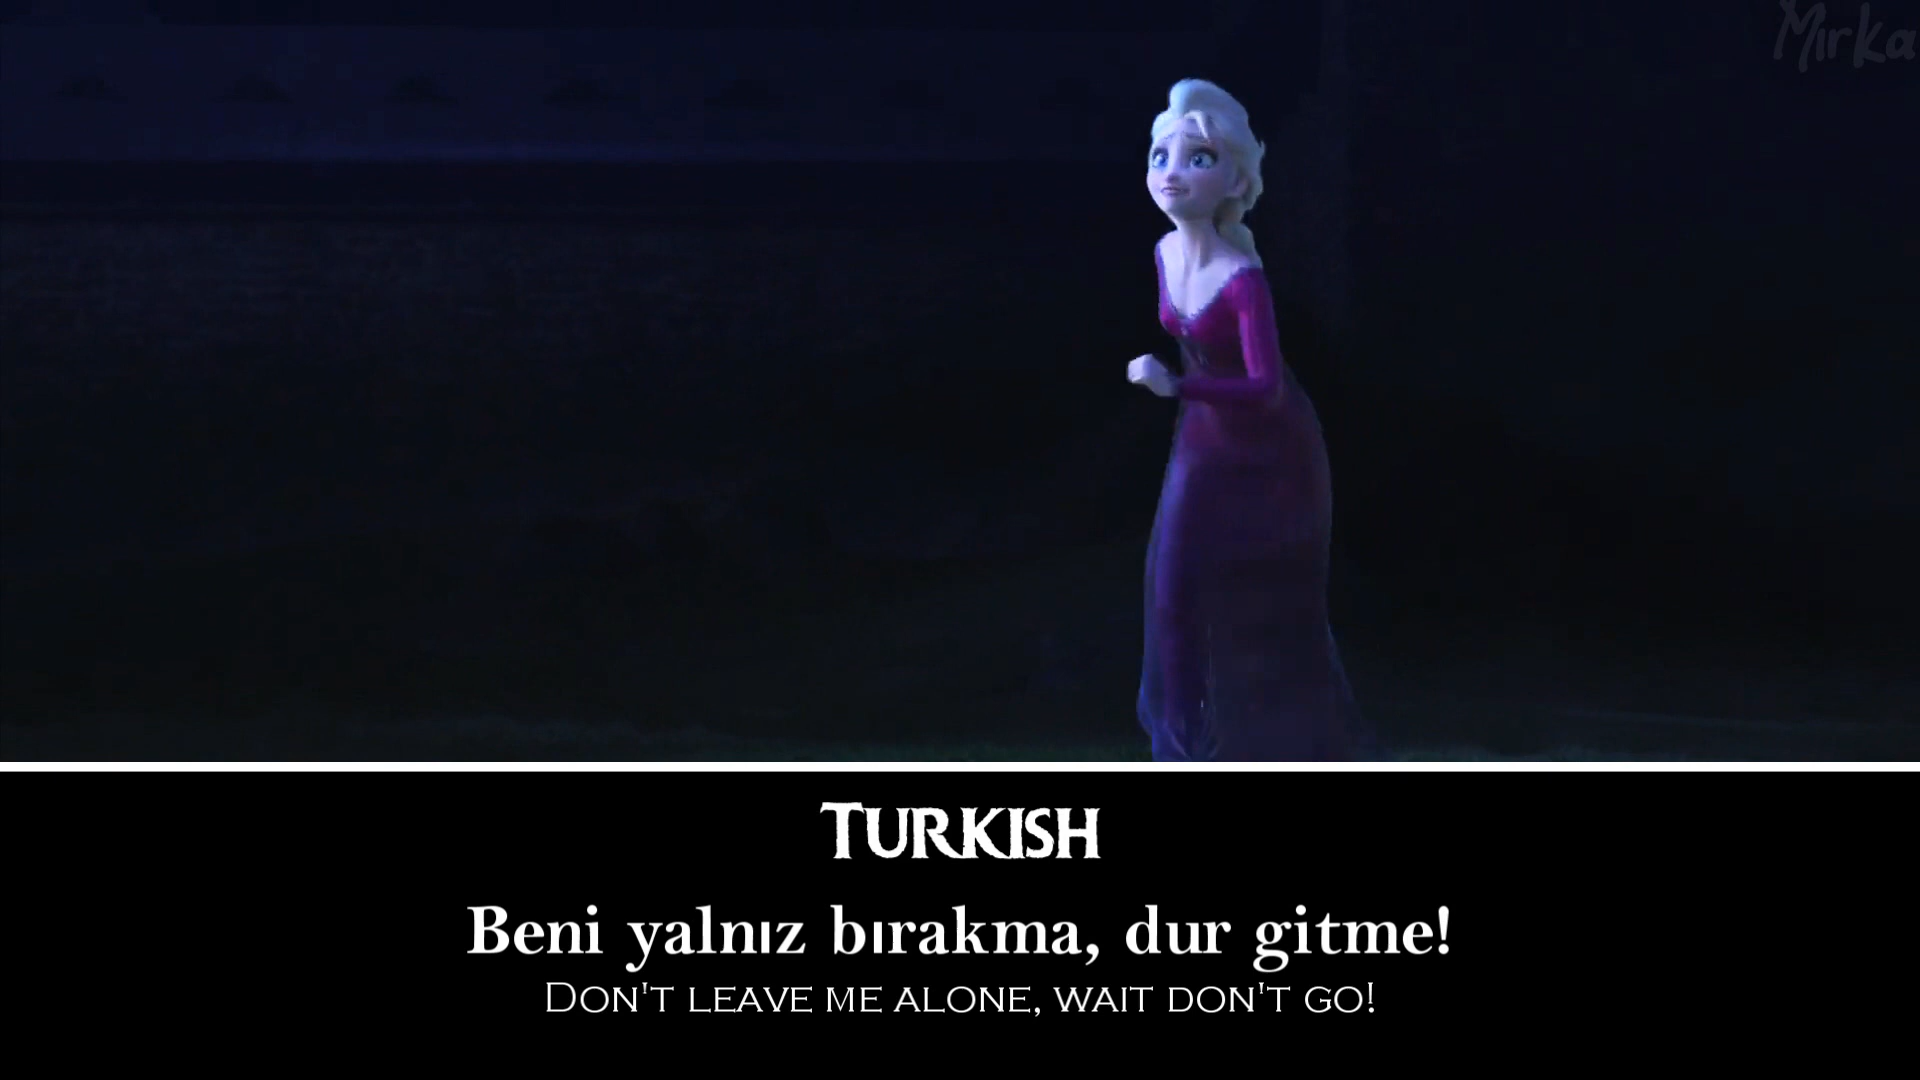 Mirka
Turkish
Beni yalnız bırakma, dur gitme!
Don't leave me alone, wait don't go!